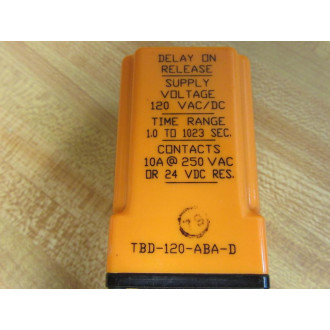 DELAY ON
RELEASE
SUPPLY
VOLTAGE
120 VAC/DC
TIME RANGE
1.0 TO 1023 SEC.
CONTACTS
10A @ 250 VAC
OR 24 VDC RES.
TBD-120-ABA-D